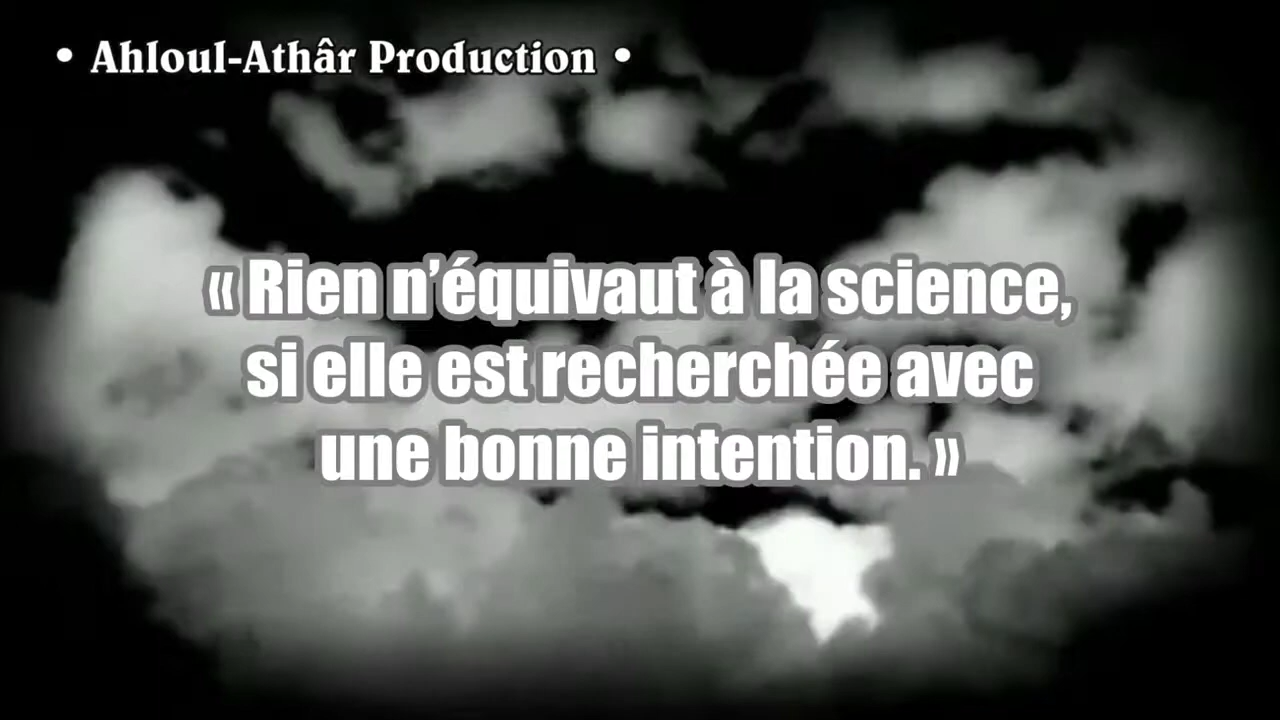 • Ahloul-Athâr Production •
« Rien n’équivaut à la science,
si elle est recherchée avec
une bonne intention. »